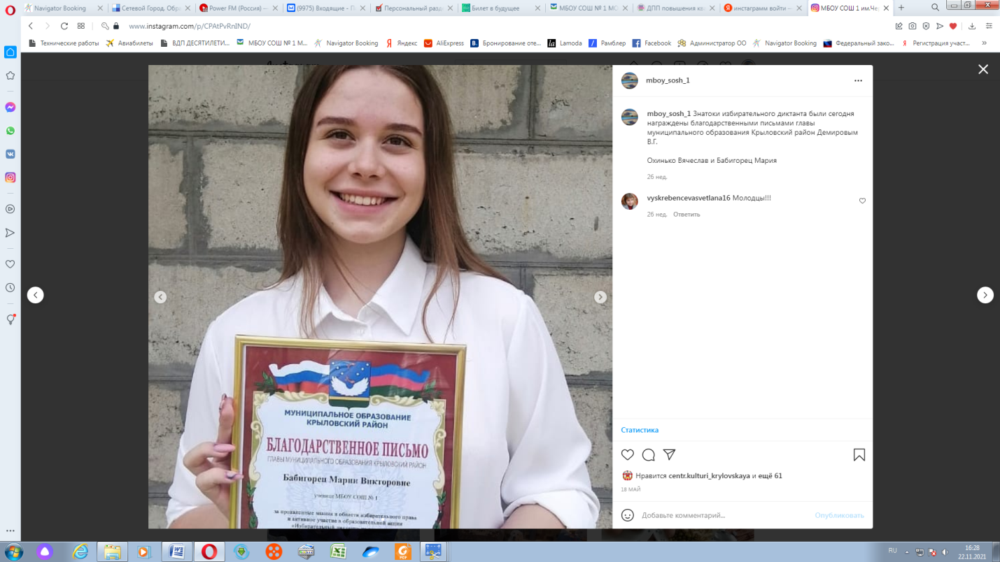 Navigator Booking
Сетевой Город. Обра
Power FM (Россия) —
(9975) Входящие - П
Персональный разд
Билет в будущее
МБОУ СОШ № 1 МО
ДПП повышения кв
инстаграмм войти —
МБОУ СОШ 1 им.Че
www.instagram.com/p/CPAtPvRnIND/
Технические работы
Авиабилеты
ВДП ДЕСЯТИЛЕТИ...
МБОУ СОШ № 1 М...
Navigator Booking
Яндекс
AliExpress
Бронирование оте...
Lamoda
Рамблер
Facebook
Администратор ОО
Navigator Booking
Федеральный зако...
Регистрация участ...
mboy_sosh_1
mboy_sosh_1 Знатоки избирательного диктанта были сегодня
награждены благодарственными письмами главы
муниципального образования Крыловский район Демировым
В.Г.
Охинько Вячеслав и Бабигорец Мария
26 нед.
vyskrebencevasvetlana16 Молодцы!!!
26 нед. Ответить
МУНИЦИПАЛЬНОЕ ОБРАЗОВАНИЕ
КРЫЛОВСКИЙ РАЙОН
БЛАГОДАРСТВЕННОЕ ПИСЬМО
ГЛАВЫ МУНИЦИПАЛЬНОГО ОБРАЗОВАНИЯ КРЫЛОВСКИЙ РАЙОН
Бабигорец Марии Викторовне
ученице МБОУ СОШ № 1
за проявленные знания в области избирательного права
и активное участие в образовательной акции
«Избирательный диктант
Статистика
Нравится centr.kulturi_krylovskaya и ещё 61
18 МАЙ
Добавьте комментарий...
Опубликовать
RU
16:28
22.11.2021